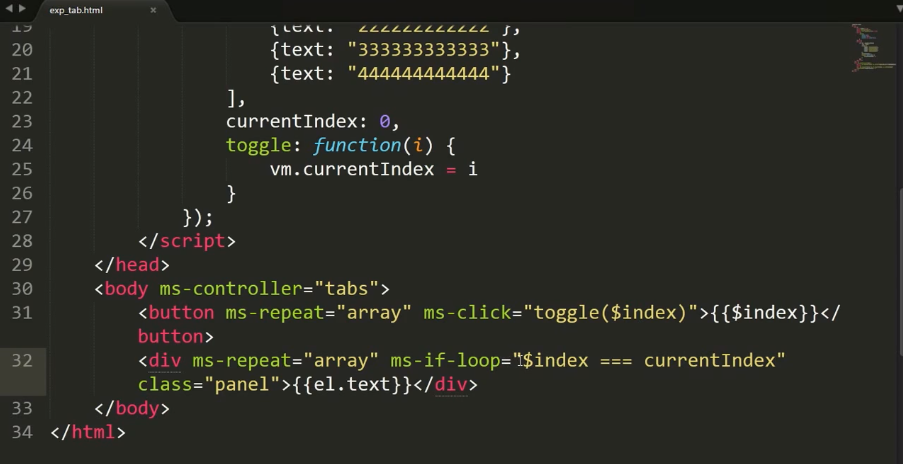 exp_tab.html ×
19 {text: "222222222222"},
20 {text: "333333333333"},
21 {text: "444444444444"}
22 ],
23 currentIndex: 0,
24 toggle: function(i) {
25 vm.currentIndex = i
26 }
27 });
28 </script>
29 </head>
30 <body ms-controller="tabs">
31 <button ms-repeat="array" ms-click="toggle($index)">{{$index}}</
button>
32 <div ms-repeat="array" ms-if-loop="$index === currentIndex"
class="panel">{{el.text}}</div>
33 </body>
34 </html>